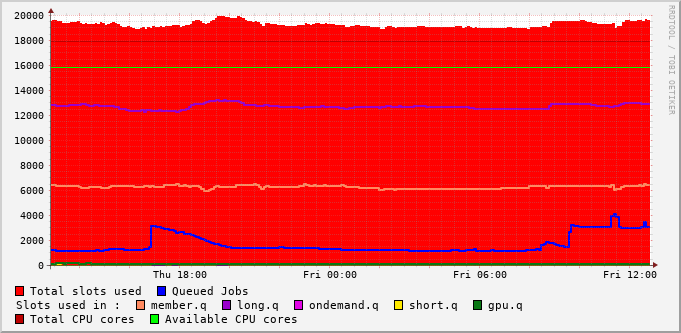 20000
18000
16000
14000
12000
10000
8000
6000
4000
2000
0
Thu 18:00 Fri 00:00 Fri 06:00 Fri 12:00
RRDTOOL / TOBI OETIKER
Total slots used Queued Jobs
Slots used in : member.q long.q ondemand.q short.q gpu.q
Total CPU cores Available CPU cores